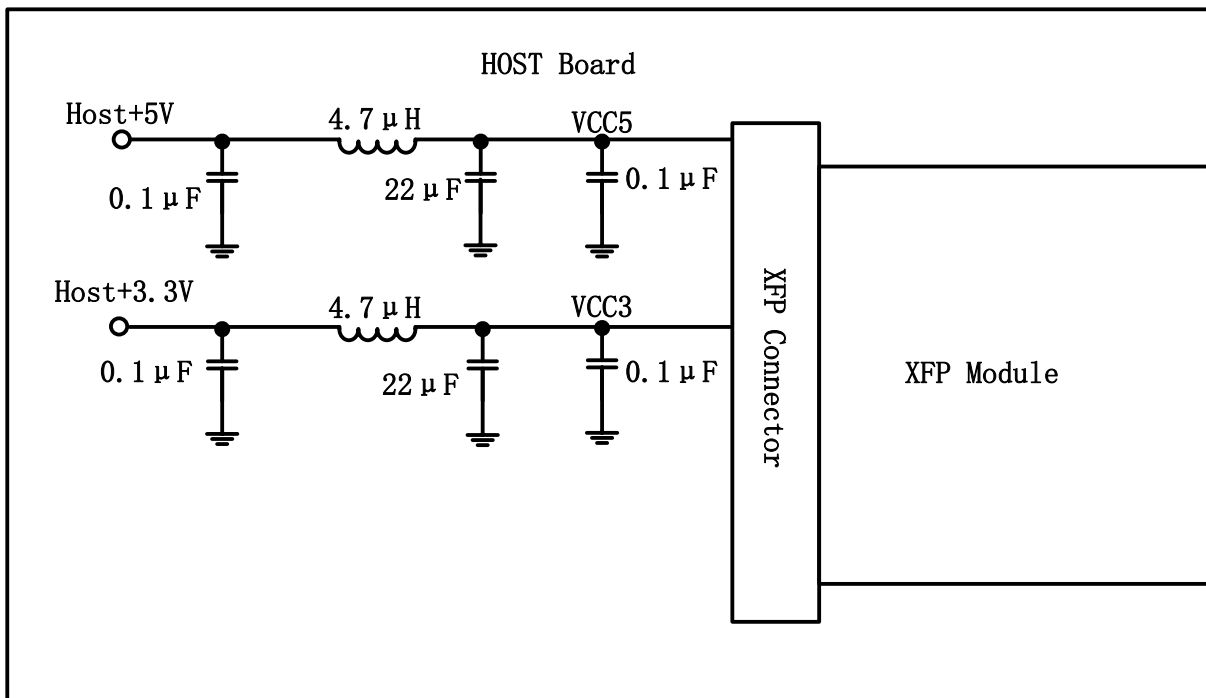 HOST Board
Host+5V
4.7μH
VCC5
0.1μF
22μF
0.1μF
Host+3.3V
4.7μH
VCC3
0.1μF
22μF
0.1μF
XFP Connector
XFP Module